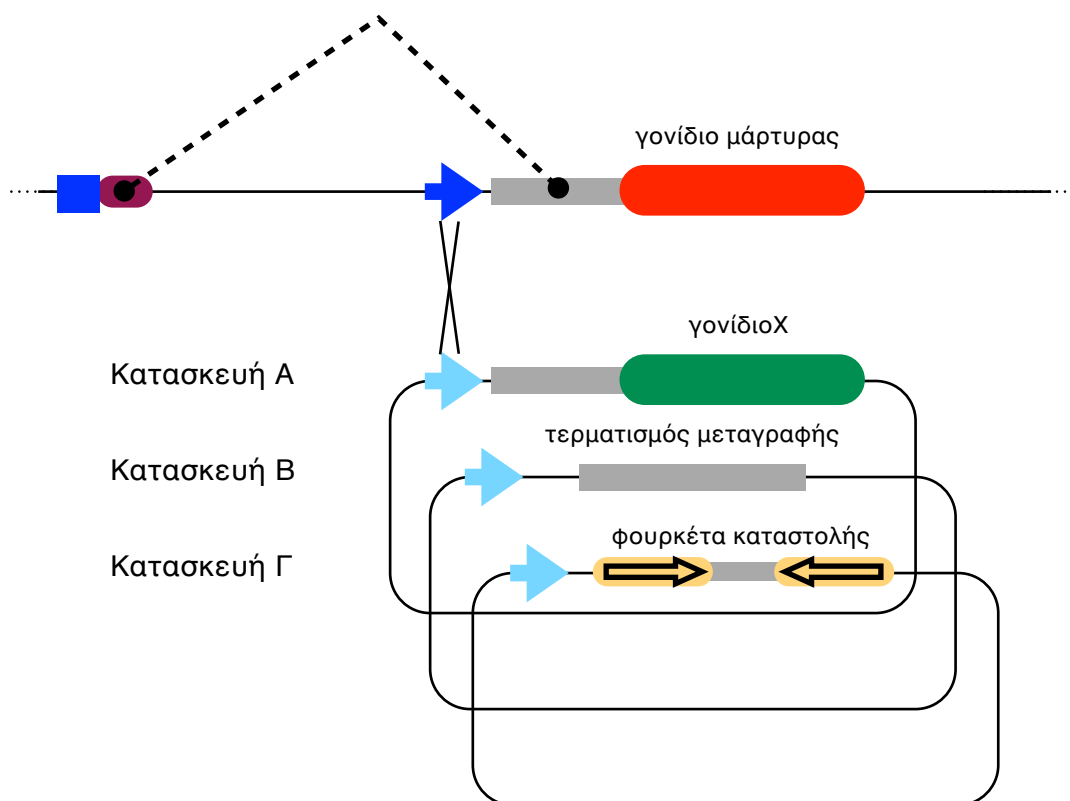 γονίδιο μάρτυρας
γονίδιοX
Κατασκευή Α
τερματισμός μεταγραφής
Κατασκευή Β
φουρκέτα καταστολής
Κατασκευή Γ